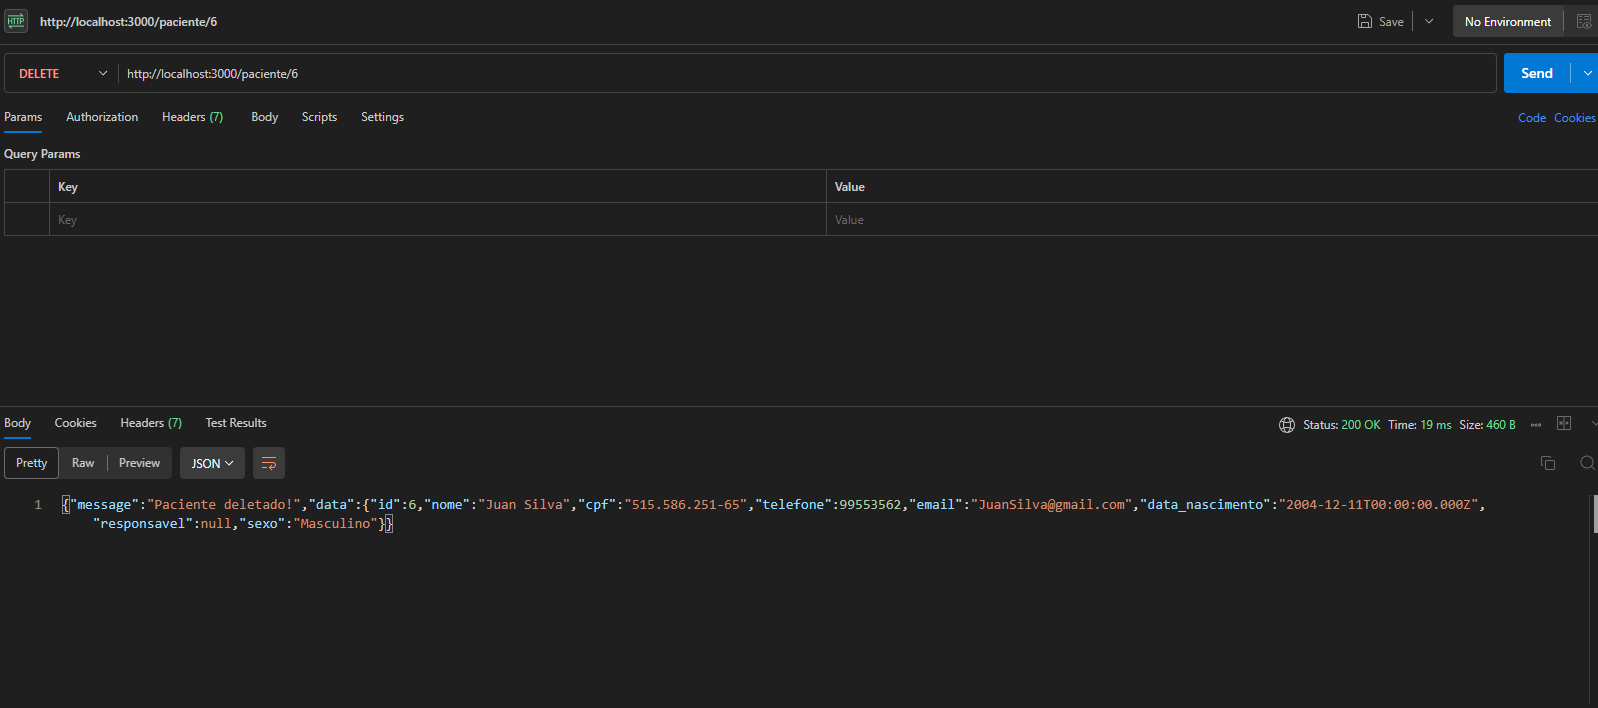 HTTP http://localhost:3000/paciente/6 Save No Environment
DELETE http://localhost:3000/paciente/6 Send
Params Authorization Headers (7) Body Scripts Settings Code Cookies
Query Params
Key Value
Key Value
Body Cookies Headers (7) Test Results Status: 200 OK Time: 19 ms Size: 460 B
Pretty Raw Preview JSON
1 {"message":"Paciente deletado!","data":{"id":6,"nome":"Juan Silva","cpf":"515.586.251-65","telefone":99553562,"email":"JuanSilva@gmail.com","data_nascimento":"2004-12-11T00:00:00.000Z",
"responsavel":null,"sexo":"Masculino"}}